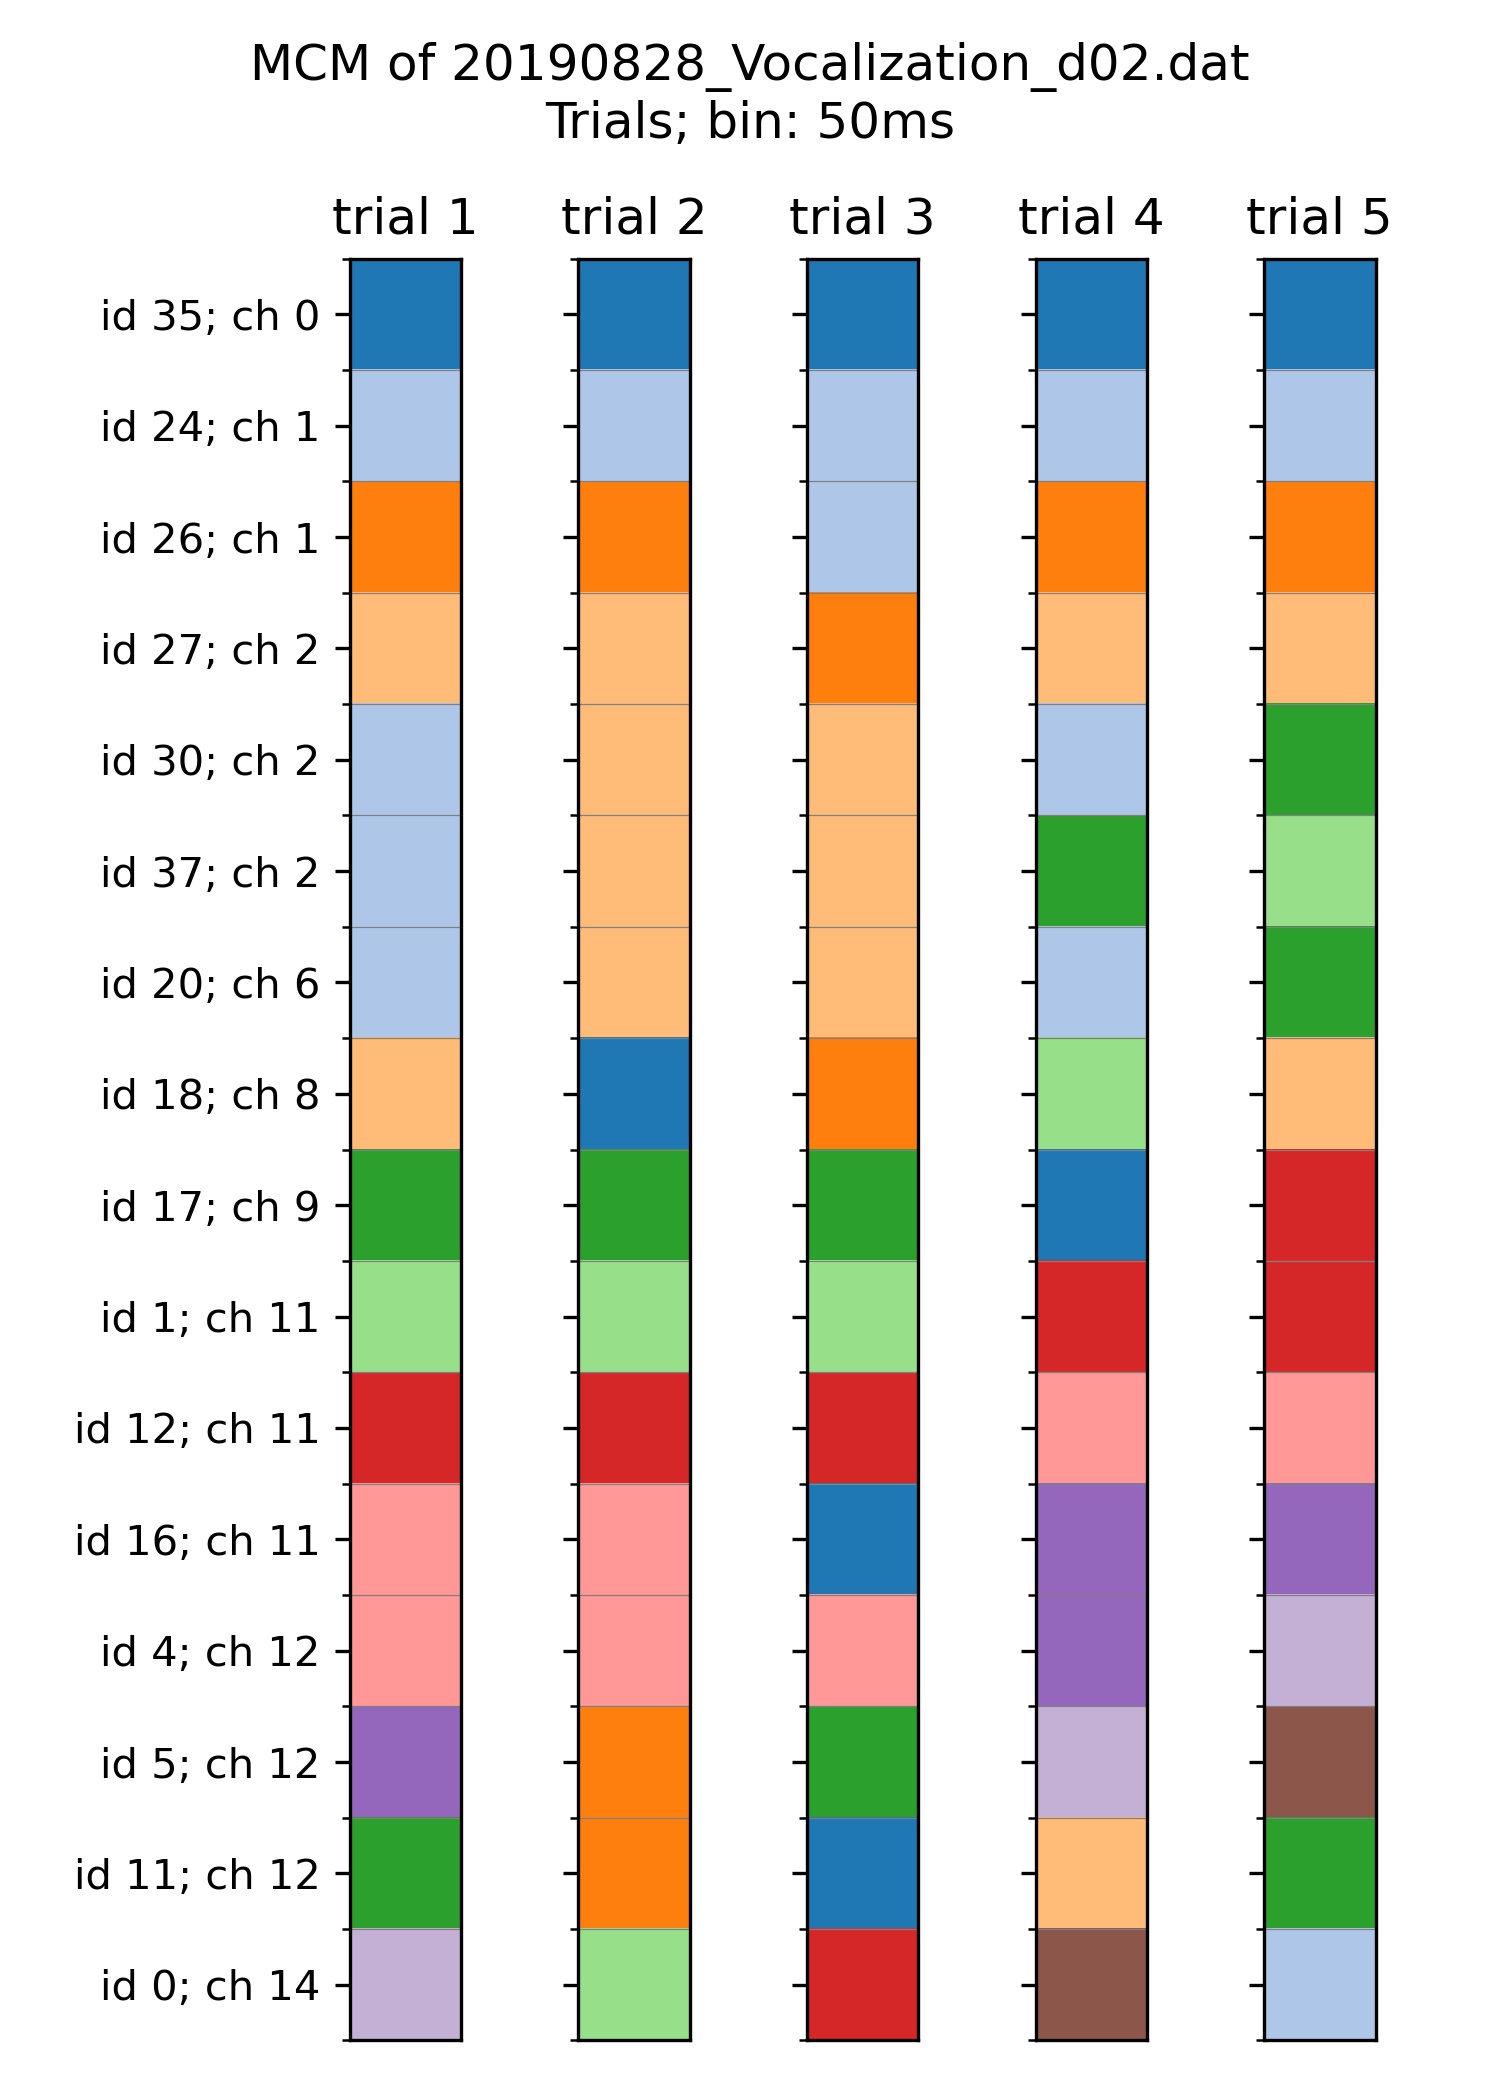 MCM of 20190828_Vocalization_d02.dat
Trials; bin: 50ms
trial 1 trial 2 trial 3 trial 4 trial 5
id 35; ch 0
id 24; ch 1
id 26; ch 1
id 27; ch 2
id 30; ch 2
id 37; ch 2
id 20; ch 6
id 18; ch 8
id 17; ch 9
id 1; ch 11
id 12; ch 11
id 16; ch 11
id 4; ch 12
id 5; ch 12
id 11; ch 12
id 0; ch 14